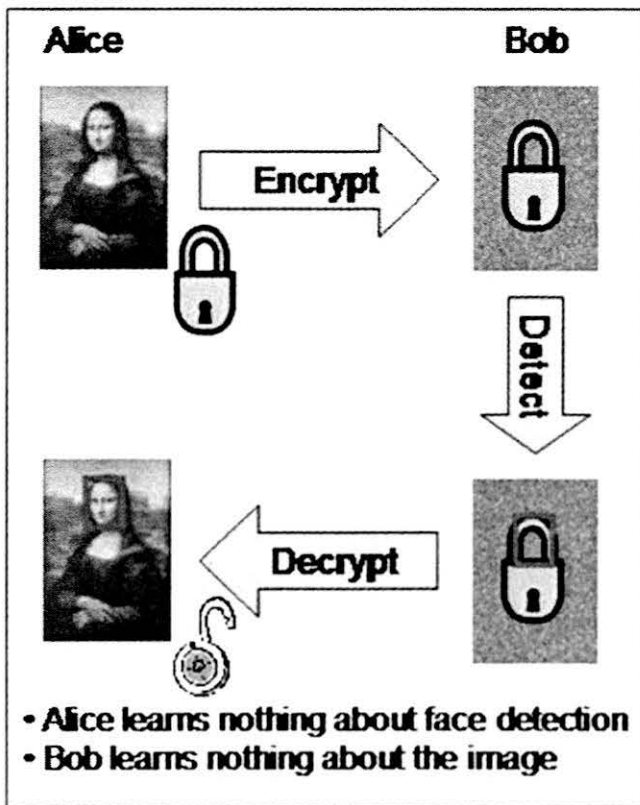 Alice
Bob
Encrypt
Detect
Decrypt
• Alice learns nothing about face detection
• Bob learns nothing about the image